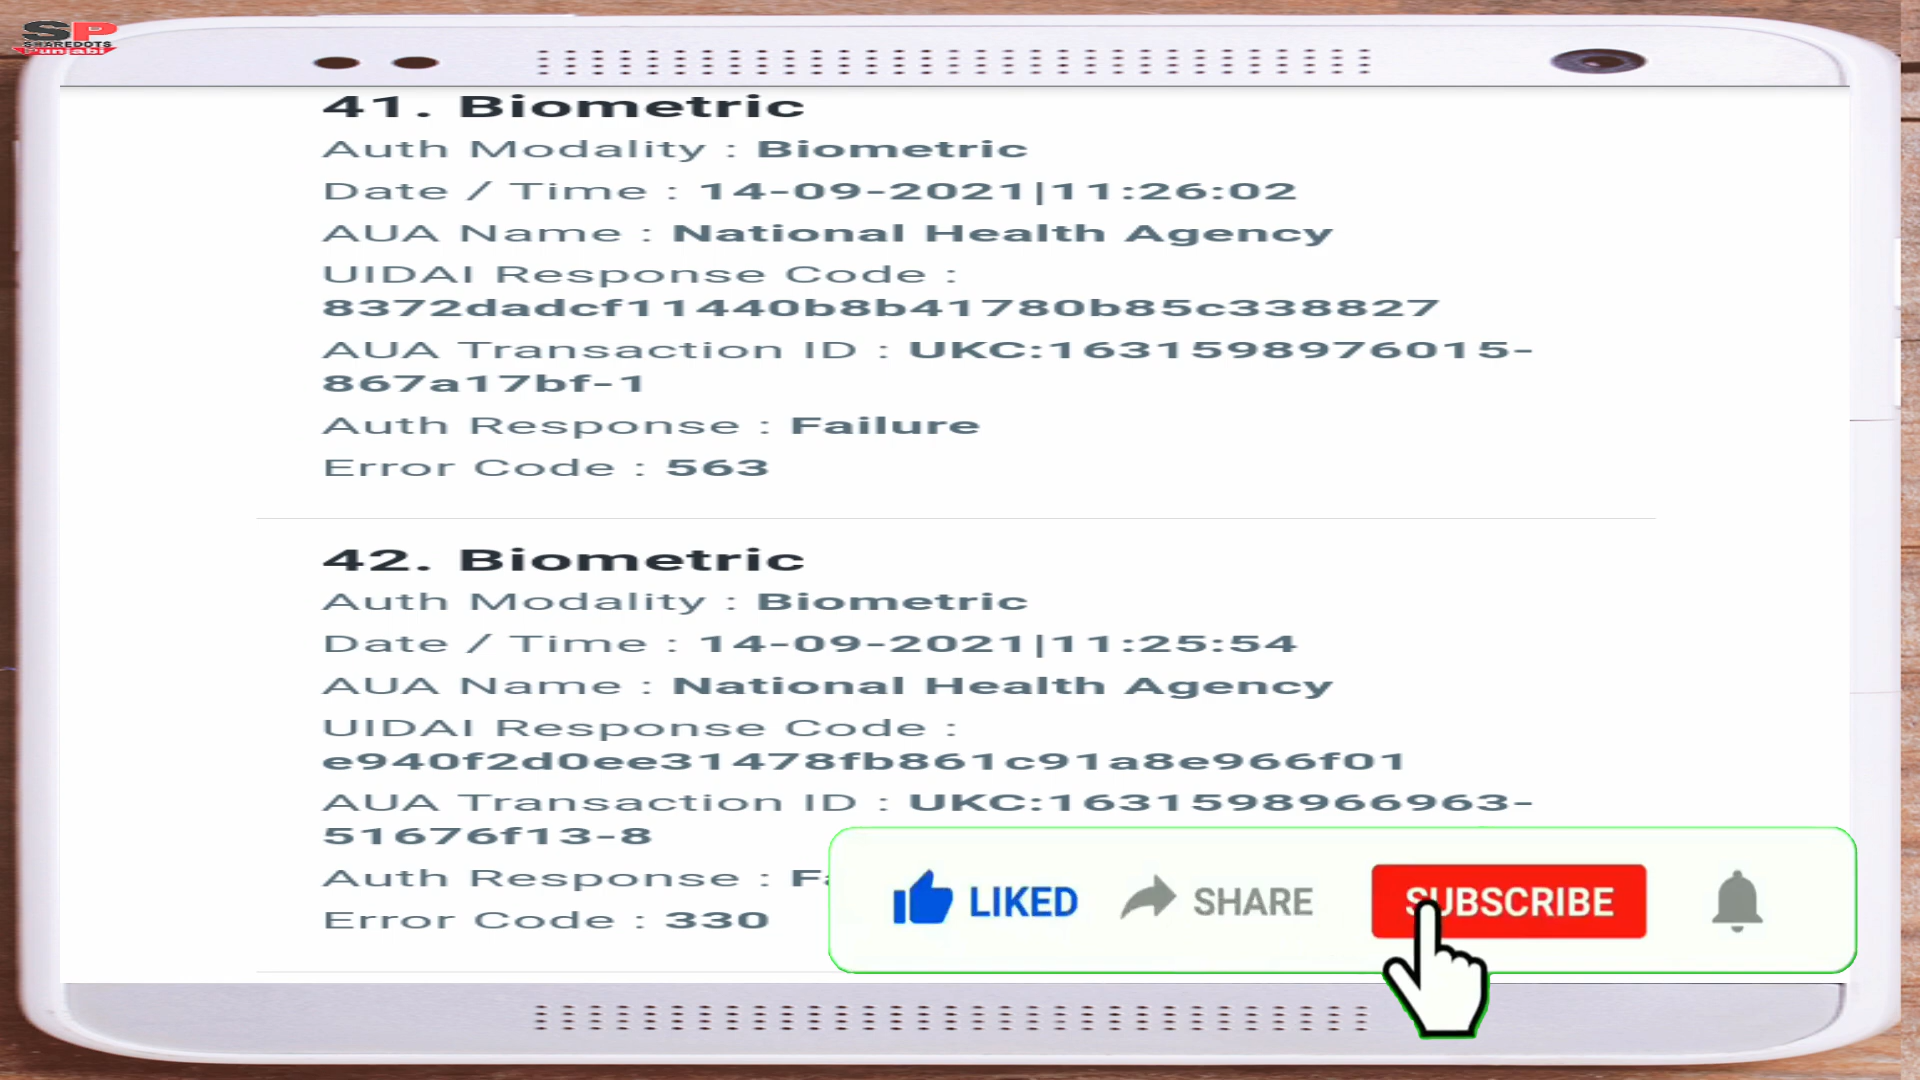 SP
SHAREDOTS
Punjabi
41. Biometric
Auth Modality : Biometric
Date / Time : 14-09-2021|11:26:02
AUA Name : National Health Agency
UIDAI Response Code :
8372dadcf11440b8b41780b85c338827
AUA Transaction ID : UKC:1631598976015-
867a17bf-1
Auth Response : Failure
Error Code : 563
42. Biometric
Auth Modality : Biometric
Date / Time : 14-09-2021|11:25:54
AUA Name : National Health Agency
UIDAI Response Code :
e940f2d0ee31478fb861c91a8e966f01
AUA Transaction ID : UKC:1631598966963-
51676f13-8
Auth Response :
Error Code : 330
LIKED SHARE SUBSCRIBE